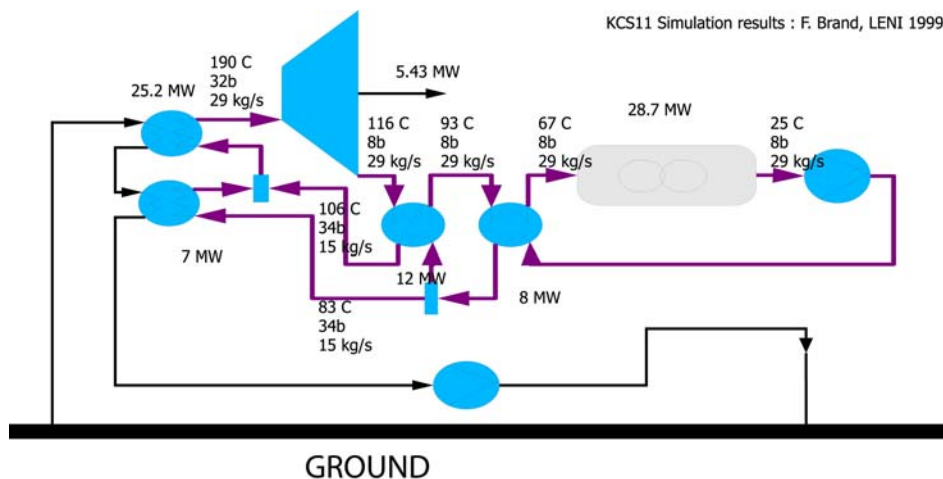 KCS11 Simulation results : F. Brand, LENI 1999
190 C
32b
29 kg/s
25.2 MW
5.43 MW
116 C
8b
29 kg/s
93 C
8b
29 kg/s
67 C
8b
29 kg/s
28.7 MW
25 C
8b
29 kg/s
106 C
34b
15 kg/s
7 MW
12 MW
8 MW
83 C
34b
15 kg/s
GROUND